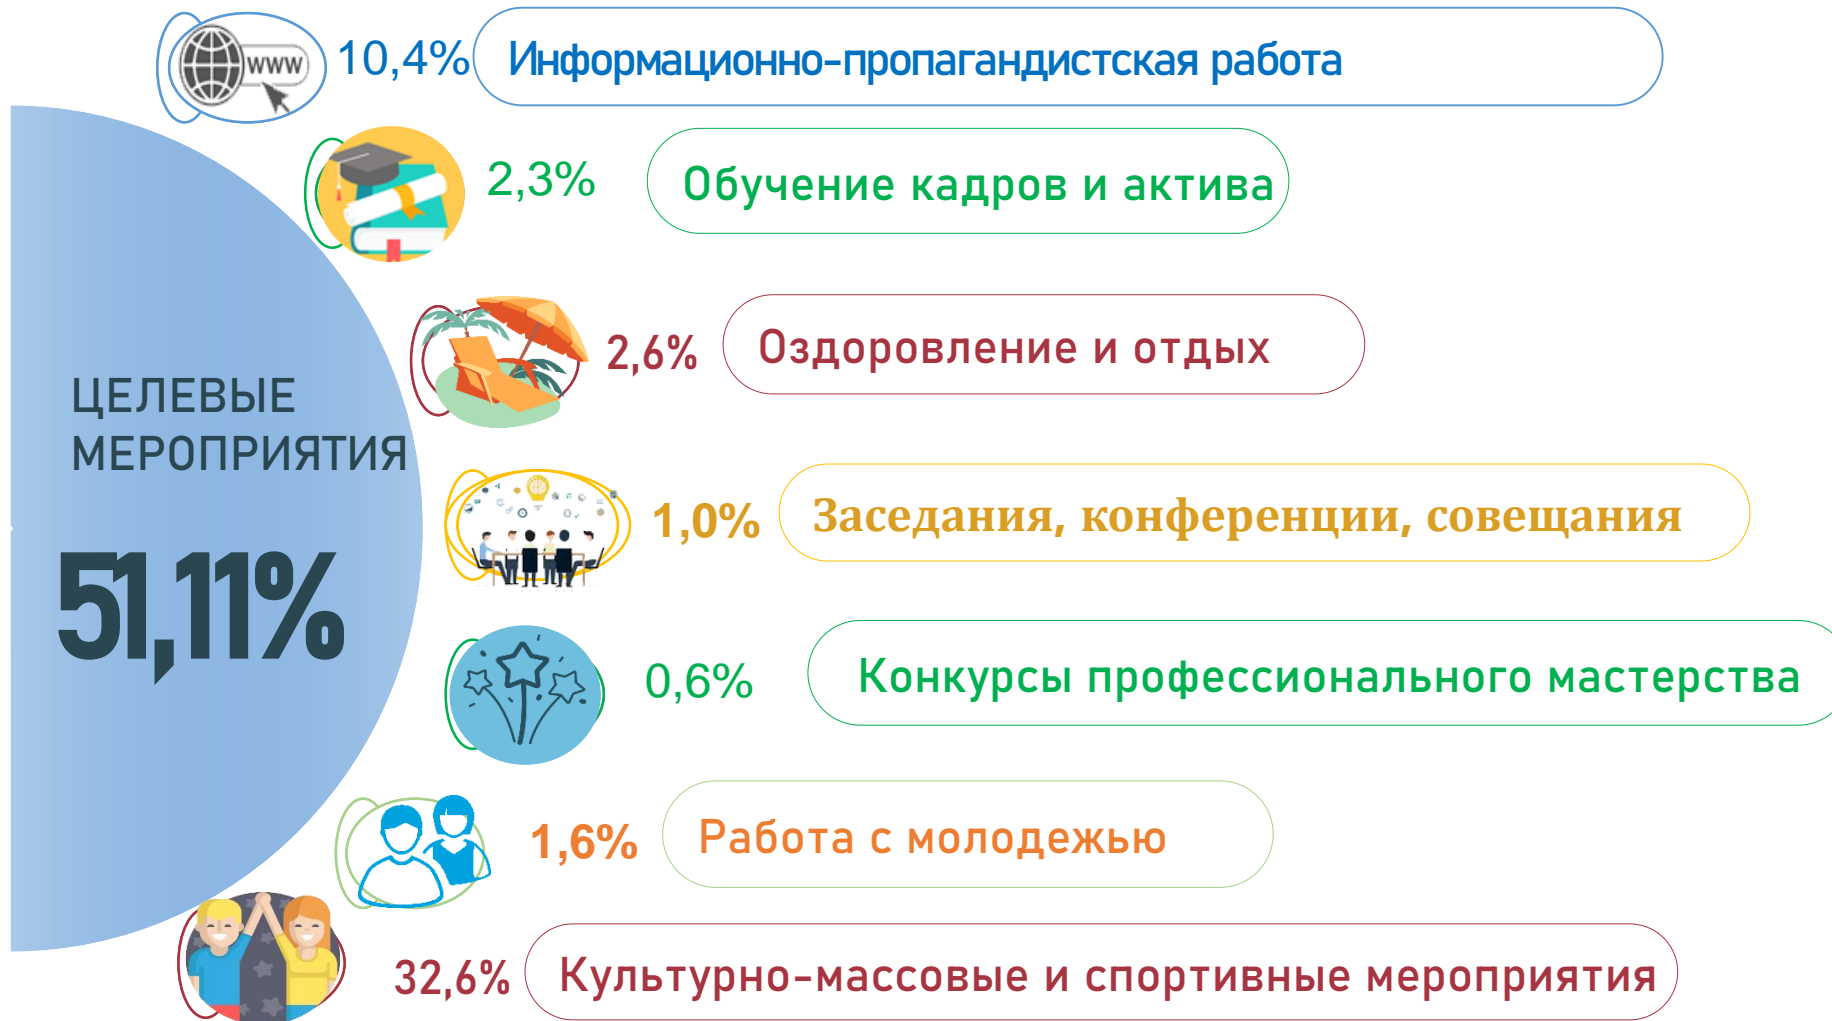 www
10,4% Информационно-пропагандистская работа
2,3% Обучение кадров и актива
2,6% Оздоровление и отдых
ЦЕЛЕВЫЕ
МЕРОПРИЯТИЯ
51,11%
1,0% Заседания, конференции, совещания
0,6% Конкурсы профессионального мастерства
1,6% Работа с молодежью
32,6% Культурно-массовые и спортивные мероприятия